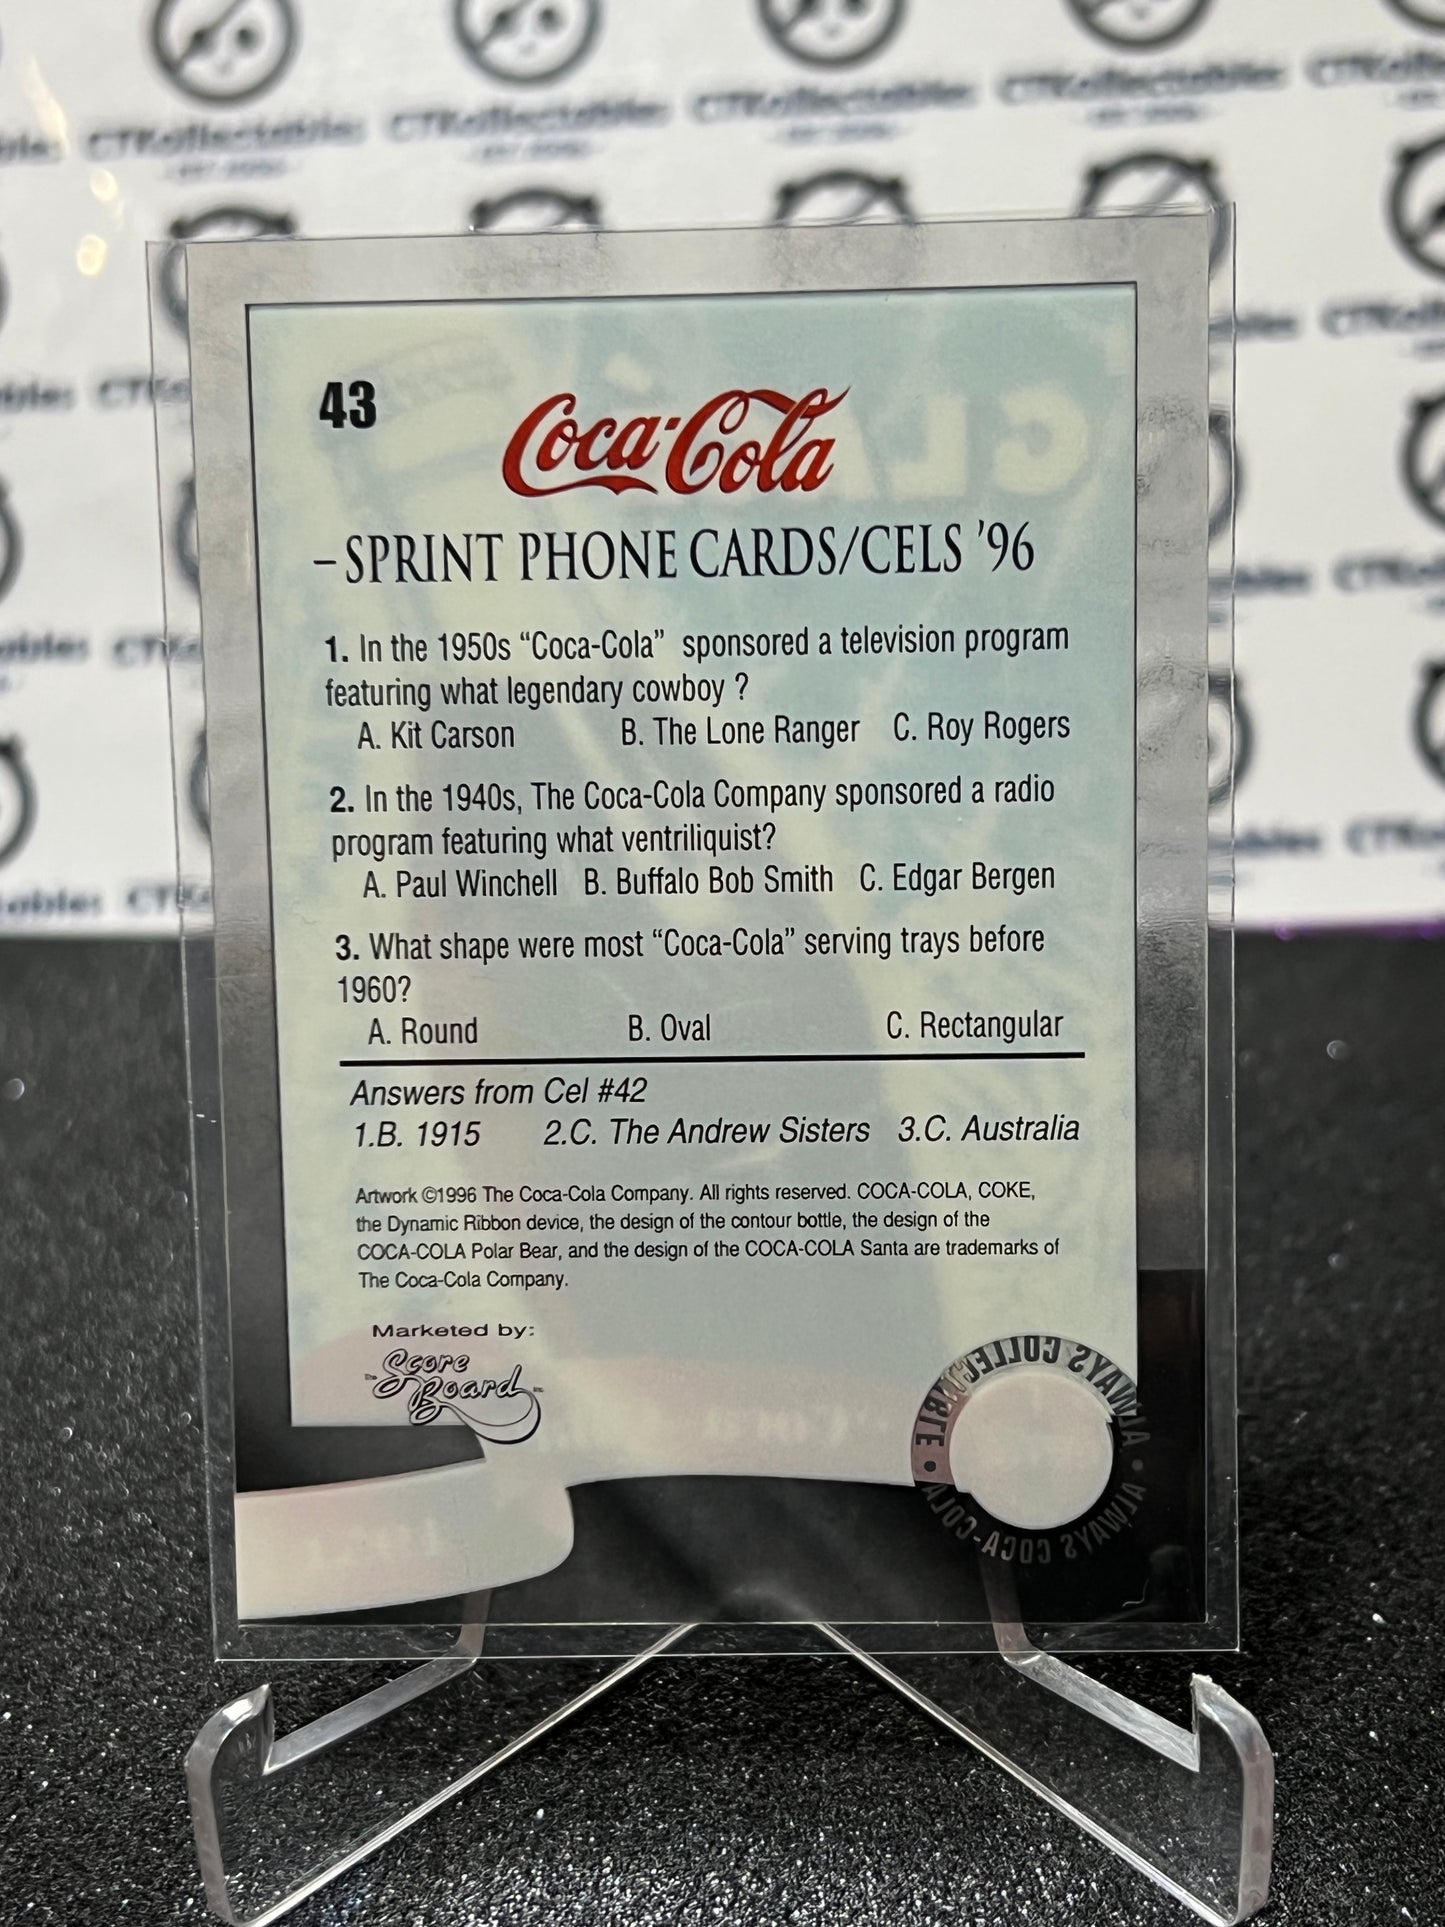 CTKollectables CTKollectables CTKollectables CTKollectables
43
Coca-Cola
–SPRINT PHONE CARDS/CELS '96
1. In the 1950s “Coca-Cola” sponsored a television program
featuring what legendary cowboy ?
A. Kit Carson B. The Lone Ranger C. Roy Rogers
2. In the 1940s, The Coca-Cola Company sponsored a radio
program featuring what ventriliquist?
A. Paul Winchell B. Buffalo Bob Smith C. Edgar Bergen
3. What shape were most “Coca-Cola” serving trays before
1960?
A. Round B. Oval C. Rectangular
Answers from Cel #42
1.B. 1915 2.C. The Andrew Sisters 3.C. Australia
Artwork ©1996 The Coca-Cola Company. All rights reserved. COCA-COLA, COKE,
the Dynamic Ribbon device, the design of the contour bottle, the design of the
COCA-COLA Polar Bear, and the design of the COCA-COLA Santa are trademarks of
The Coca-Cola Company.
Marketed by:
The Score
Board Inc.
ALWAYS COLLECTIBLE • ALWAYS COCA-COLA •